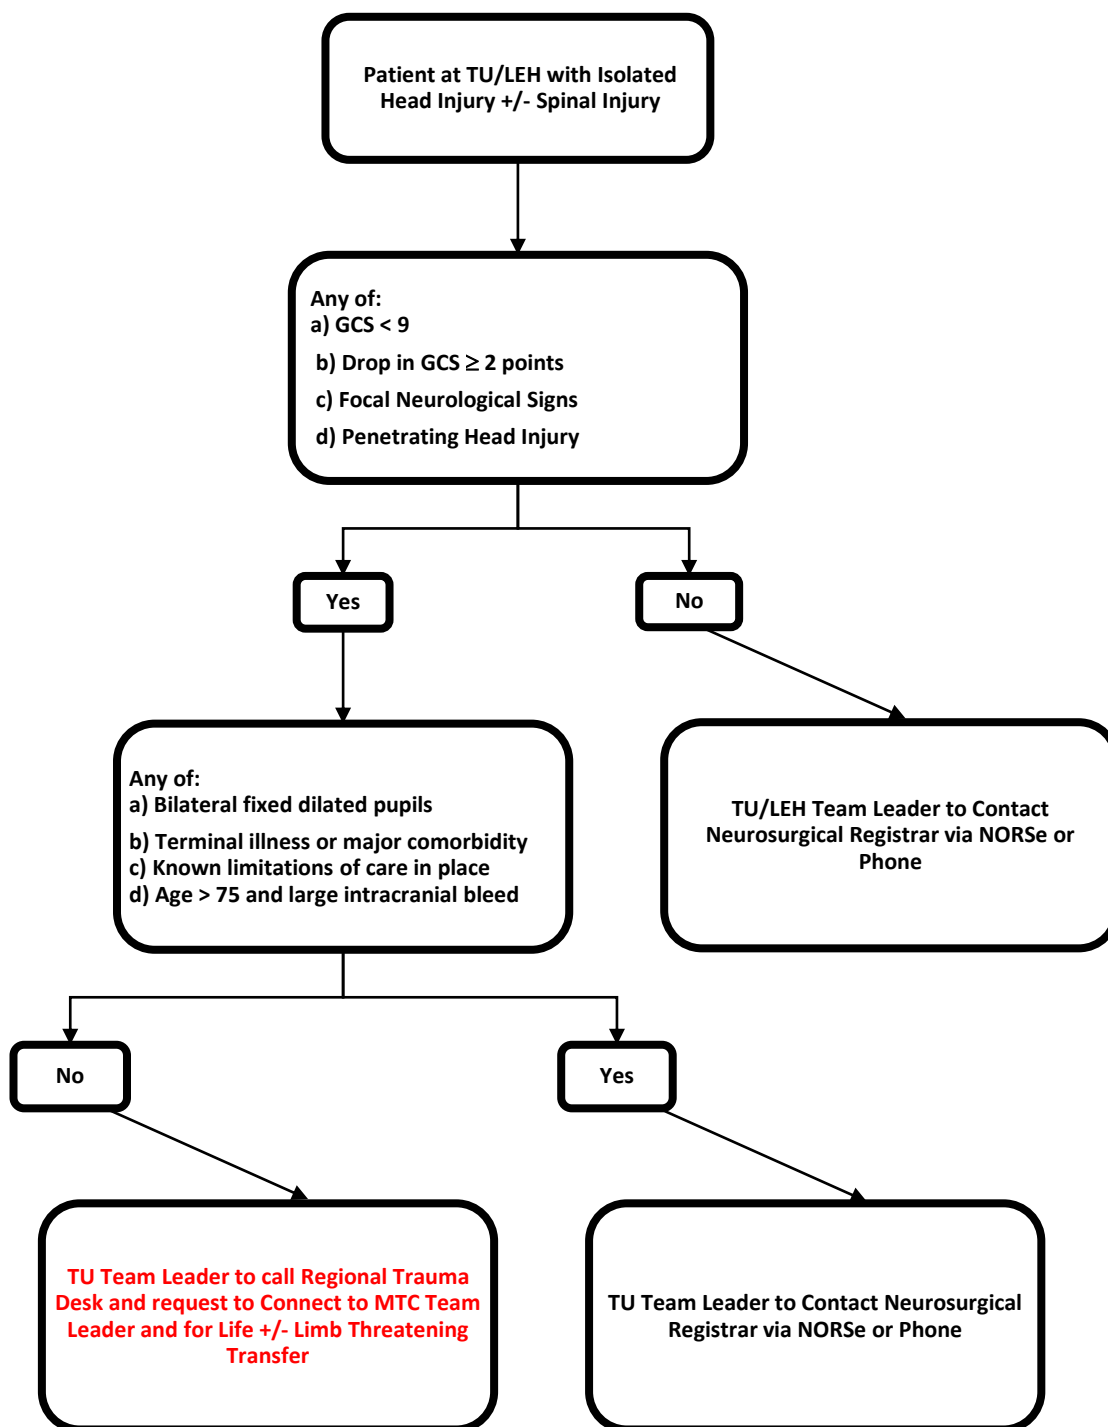 Patient at TU/LEH with Isolated
Head Injury +/- Spinal Injury
Any of:
a) GCS < 9
b) Drop in GCS ≥ 2 points
c) Focal Neurological Signs
d) Penetrating Head Injury
Yes
No
Any of:
a) Bilateral fixed dilated pupils
b) Terminal illness or major comorbidity
c) Known limitations of care in place
d) Age > 75 and large intracranial bleed
TU/LEH Team Leader to Contact
Neurosurgical Registrar via NORSe or
Phone
No
Yes
TU Team Leader to call Regional Trauma
Desk and request to Connect to MTC Team
Leader and for Life +/- Limb Threatening
Transfer
TU Team Leader to Contact Neurosurgical
Registrar via NORSe or Phone